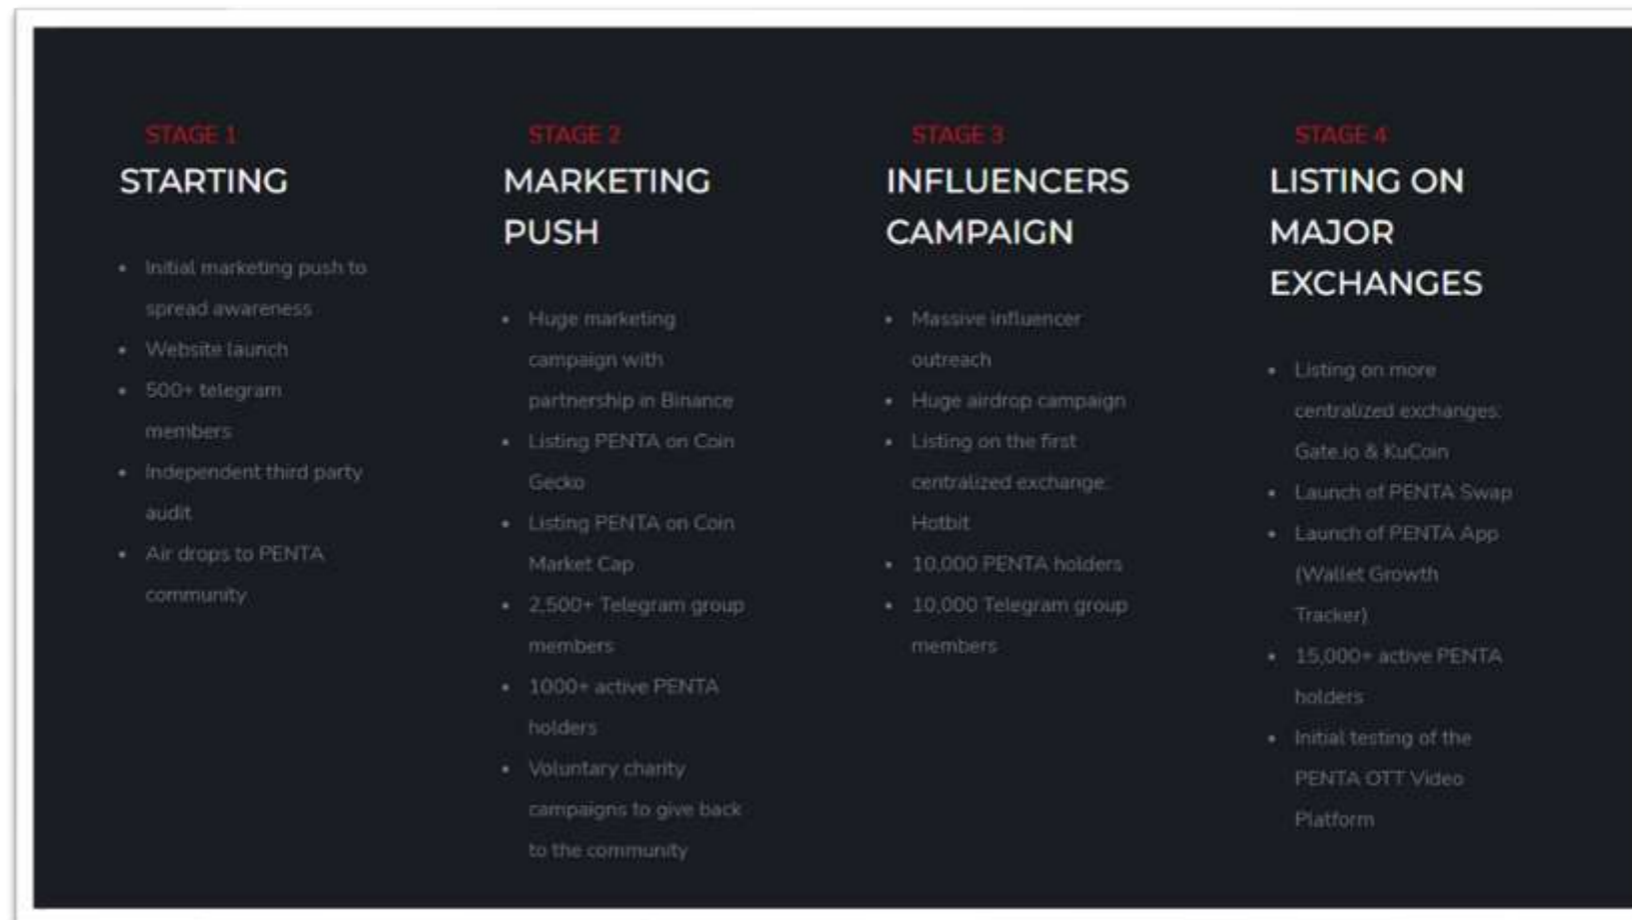 STAGE 1
STARTING
• Initial marketing push to
spread awareness
• Website launch
• 500+ telegram
members
• Independent third party
audit
• Air drops to PENTA
community
STAGE 2
MARKETING
PUSH
• Huge marketing
campaign with
partnership in Binance
• Listing PENTA on Coin
Gecko
• Listing PENTA on Coin
Market Cap
• 2,500+ Telegram group
members
• 1000+ active PENTA
holders
• Voluntary charity
campaigns to give back
to the community
STAGE 3
INFLUENCERS
CAMPAIGN
• Massive influencer
outreach
• Huge airdrop campaign
• Listing on the first
centralized exchange:
Hotbit
• 10,000 PENTA holders
• 10,000 Telegram group
members
STAGE 4
LISTING ON
MAJOR
EXCHANGES
• Listing on more
centralized exchanges:
Gate.io & KuCoin
• Launch of PENTA Swap
• Launch of PENTA App
(Wallet Growth
Tracker)
• 15,000+ active PENTA
holders
• Initial testing of the
PENTA OTT Video
Platform